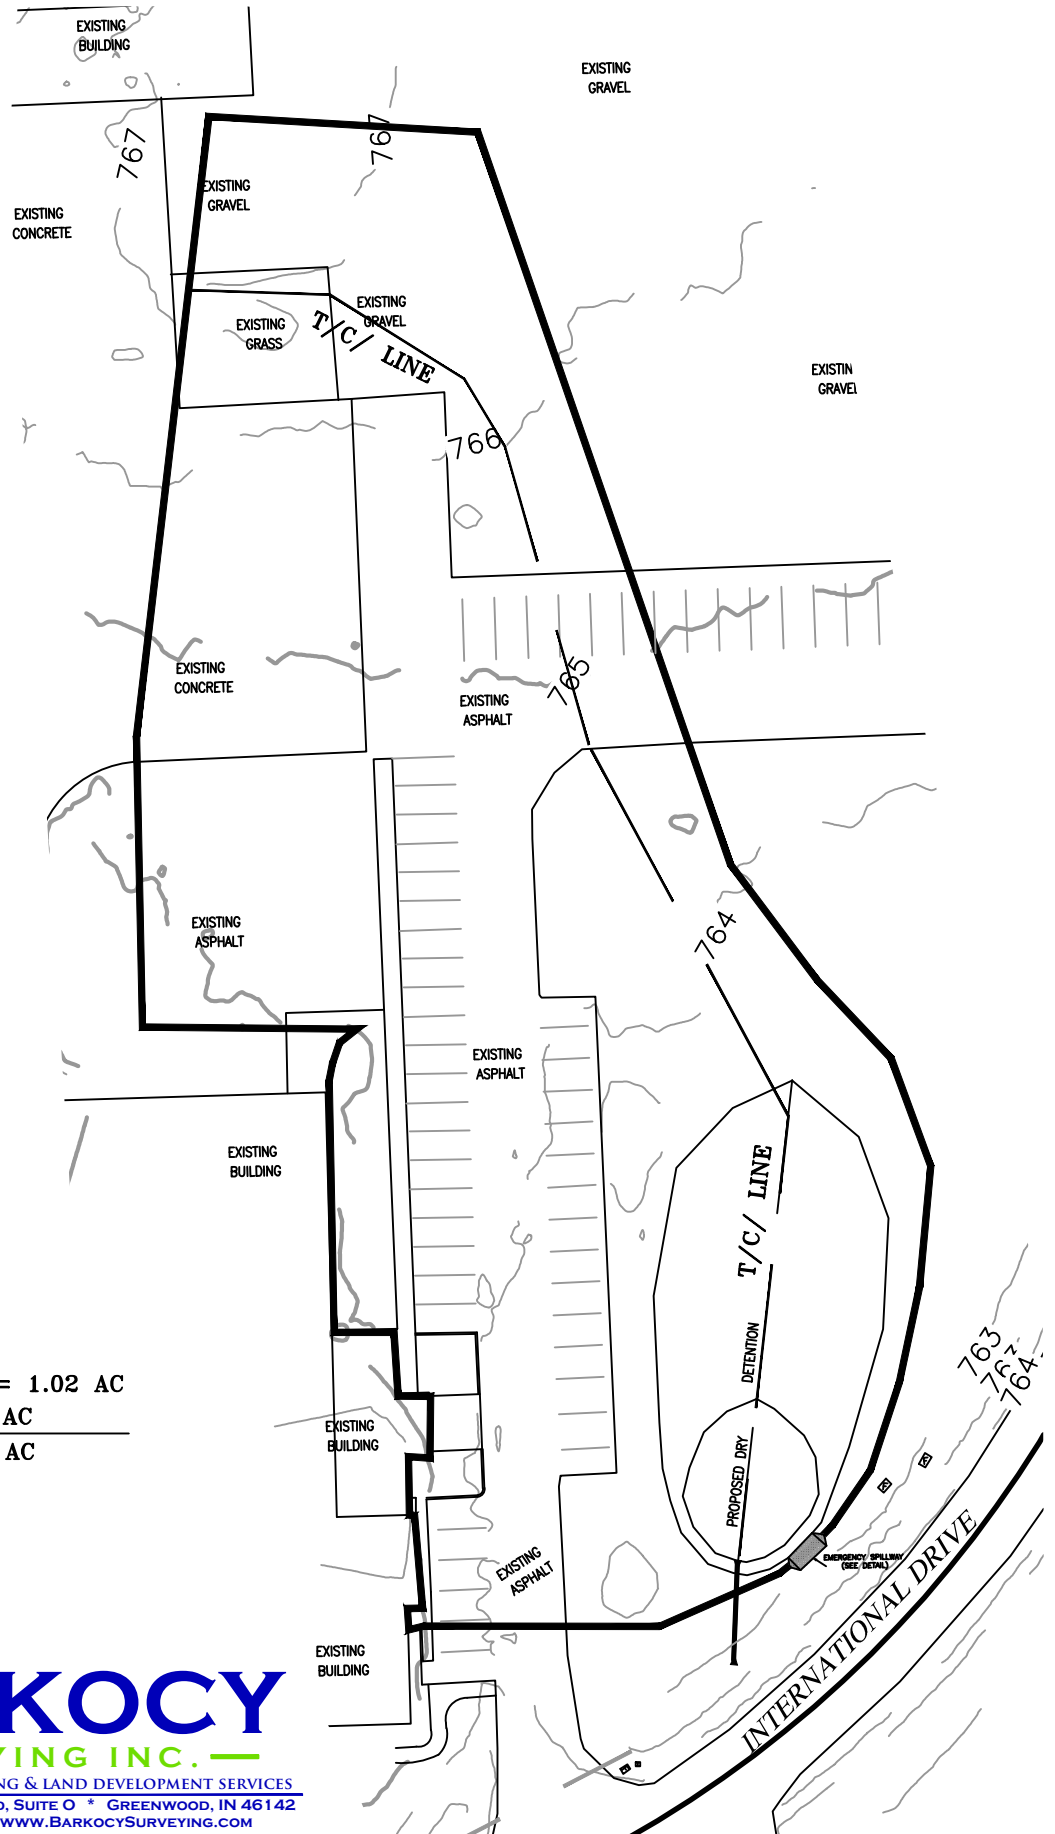 EXISTING
BUILDING
EXISTING
GRAVEL
767
767
EXISTING
GRAVEL
EXISTING
CONCRETE
EXISTING
GRAVEL
EXISTING
GRASS
T/C/ LINE
EXISTIN
GRAVEL
766
EXISTING
CONCRETE
765
EXISTING
ASPHALT
764
EXISTING
ASPHALT
EXISTING
ASPHALT
EXISTING
BUILDING
T/C/ LINE
PROPOSED DRY DETENTION
763
764
= 1.02 AC
AC
AC
EXISTING
BUILDING
EXISTING
ASPHALT
EMERGENCY SPILLWAY
(SEE DETAIL)
INTERNATIONAL DRIVE
EXISTING
BUILDING
KOCY
YING INC.
NG & LAND DEVELOPMENT SERVICES
D, SUITE O * GREENWOOD, IN 46142
WWW.BARKOCYSURVEYING.COM